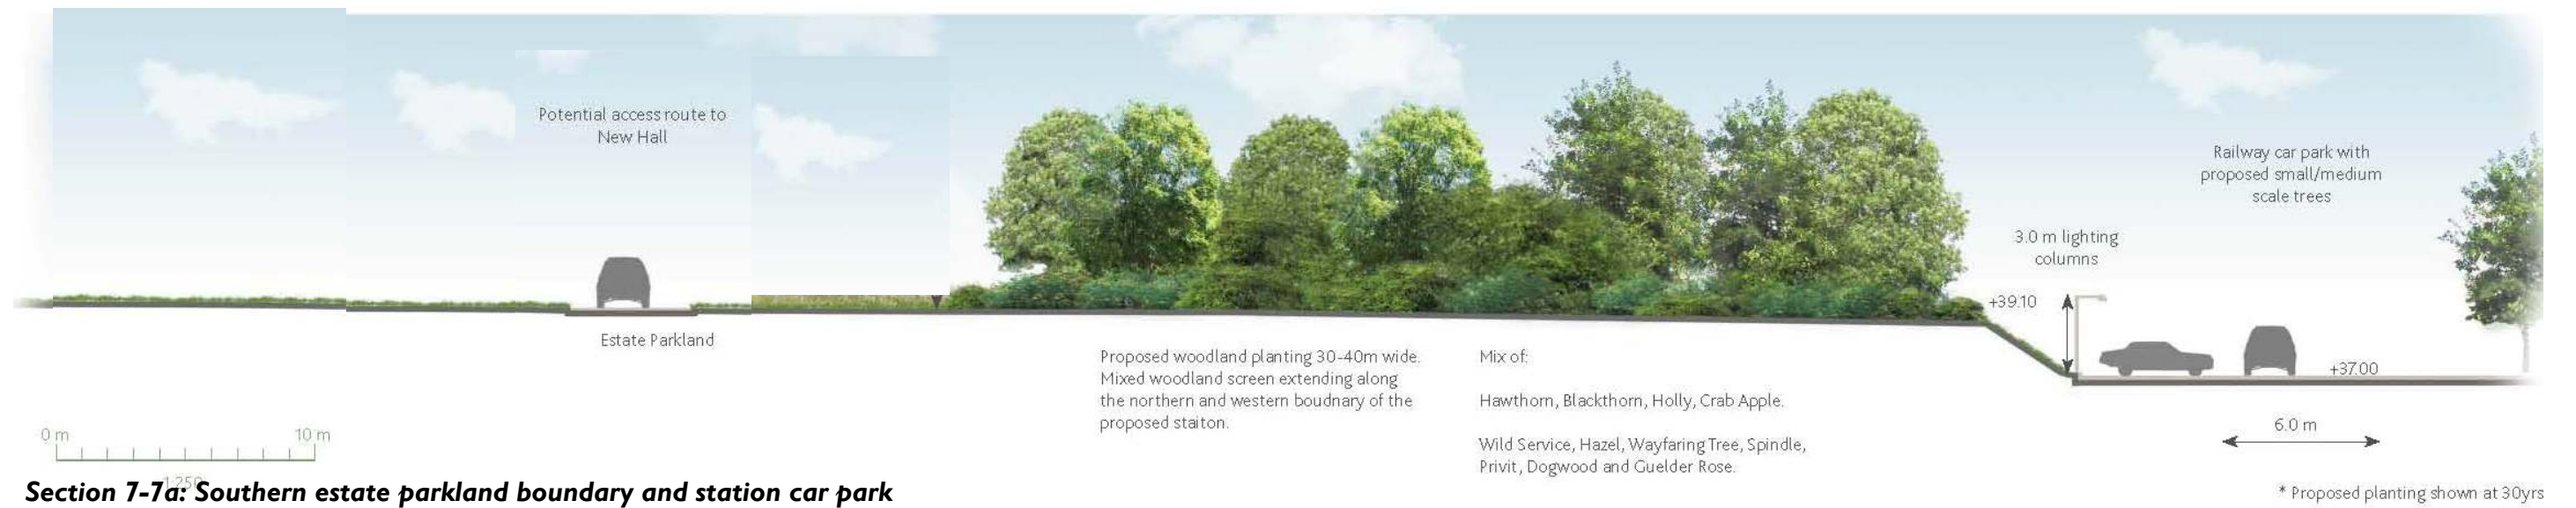 Potential access route to
New Hall
Railway car park with
proposed small/medium
scale trees
3.0 m lighting
columns
+39.10
Estate Parkland
+37.00
Proposed woodland planting 30-40m wide.
Mixed woodland screen extending along
the northern and western boudnary of the
proposed staiton.
Mix of:
Hawthorn, Blackthorn, Holly, Crab Apple.
Wild Service, Hazel, Wayfaring Tree, Spindle,
Privit, Dogwood and Guelder Rose.
6.0 m
0 m
10 m
1:250
Section 7-7a: Southern estate parkland boundary and station car park
* Proposed planting shown at 30yrs